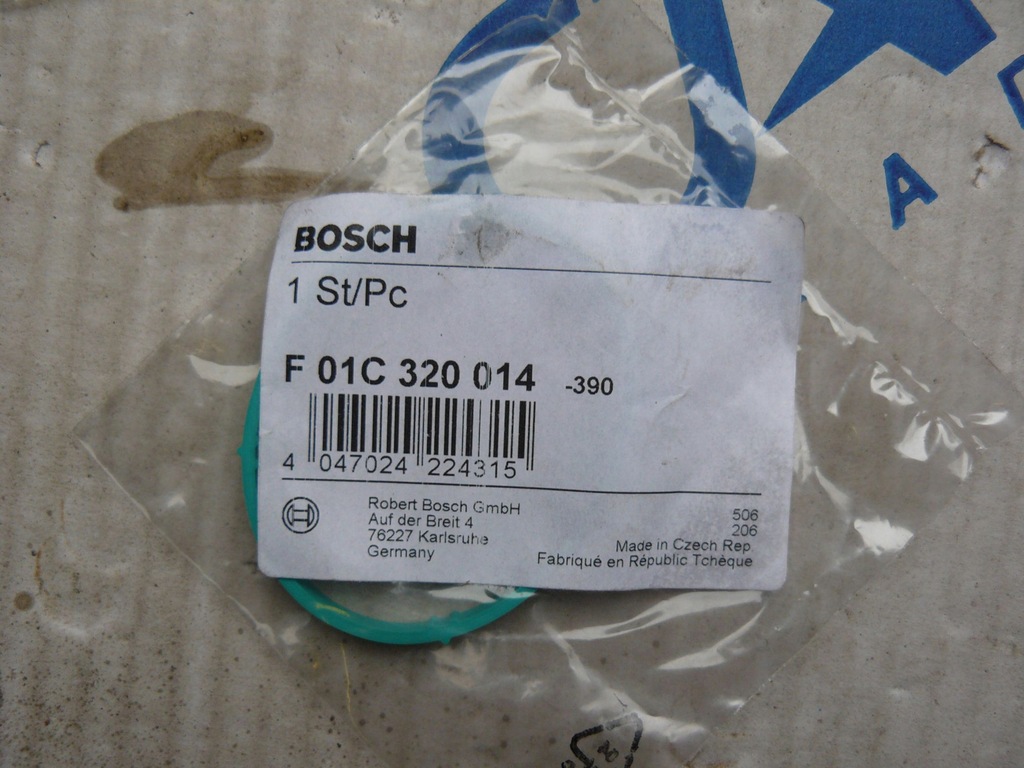 A
BOSCH
1 St/Pc
F 01C 320 014 -390
4 047024 224315
Robert Bosch GmbH
Auf der Breit 4
76227 Karlsruhe
Germany
506
206
Made in Czech Rep.
Fabriqué en Républic Tchèque